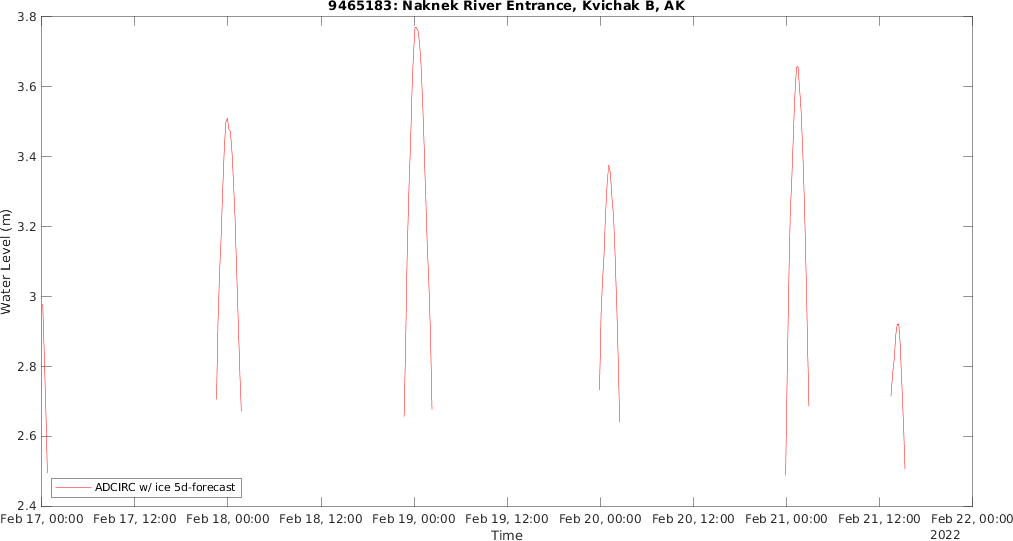 9465183: Naknek River Entrance, Kvichak B, AK
3.8
3.6
3.4
3.2
3
2.8
2.6
2.4
Water Level (m)
ADCIRC w/ ice 5d-forecast
Feb 17, 00:00 Feb 17, 12:00 Feb 18, 00:00 Feb 18, 12:00 Feb 19, 00:00 Feb 19, 12:00 Feb 20, 00:00 Feb 20, 12:00 Feb 21, 00:00 Feb 21, 12:00 Feb 22, 00:00
Time
2022